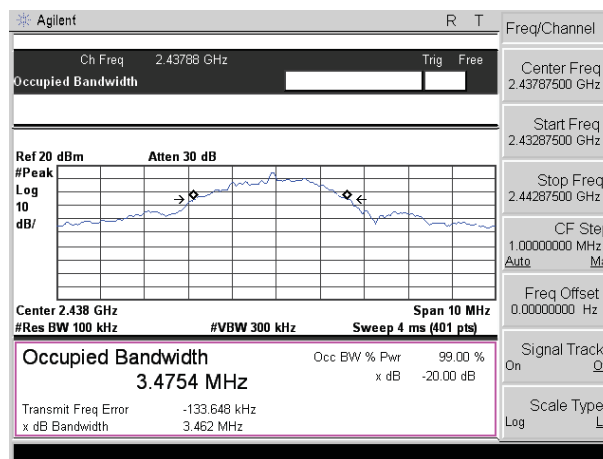 Agilent
R T
Ch Freq 2.43788 GHz Trig Free
Occupied Bandwidth
Ref 20 dBm Atten 30 dB
#Peak
Log
10
dB/
Center 2.438 GHz Span 10 MHz
#Res BW 100 kHz #VBW 300 kHz Sweep 4 ms (401 pts)
Occupied Bandwidth
3.4754 MHz
Occ BW % Pwr 99.00 %
x dB -20.00 dB
Transmit Freq Error -133.648 kHz
x dB Bandwidth 3.462 MHz
Freq/Channel
Center Freq
2.43787500 GHz
Start Freq
2.43287500 GHz
Stop Freq
2.44287500 GHz
CF Step
1.00000000 MHz
Auto Ma
Freq Offset
0.00000000 Hz
Signal Track
On O
Scale Type
Log L